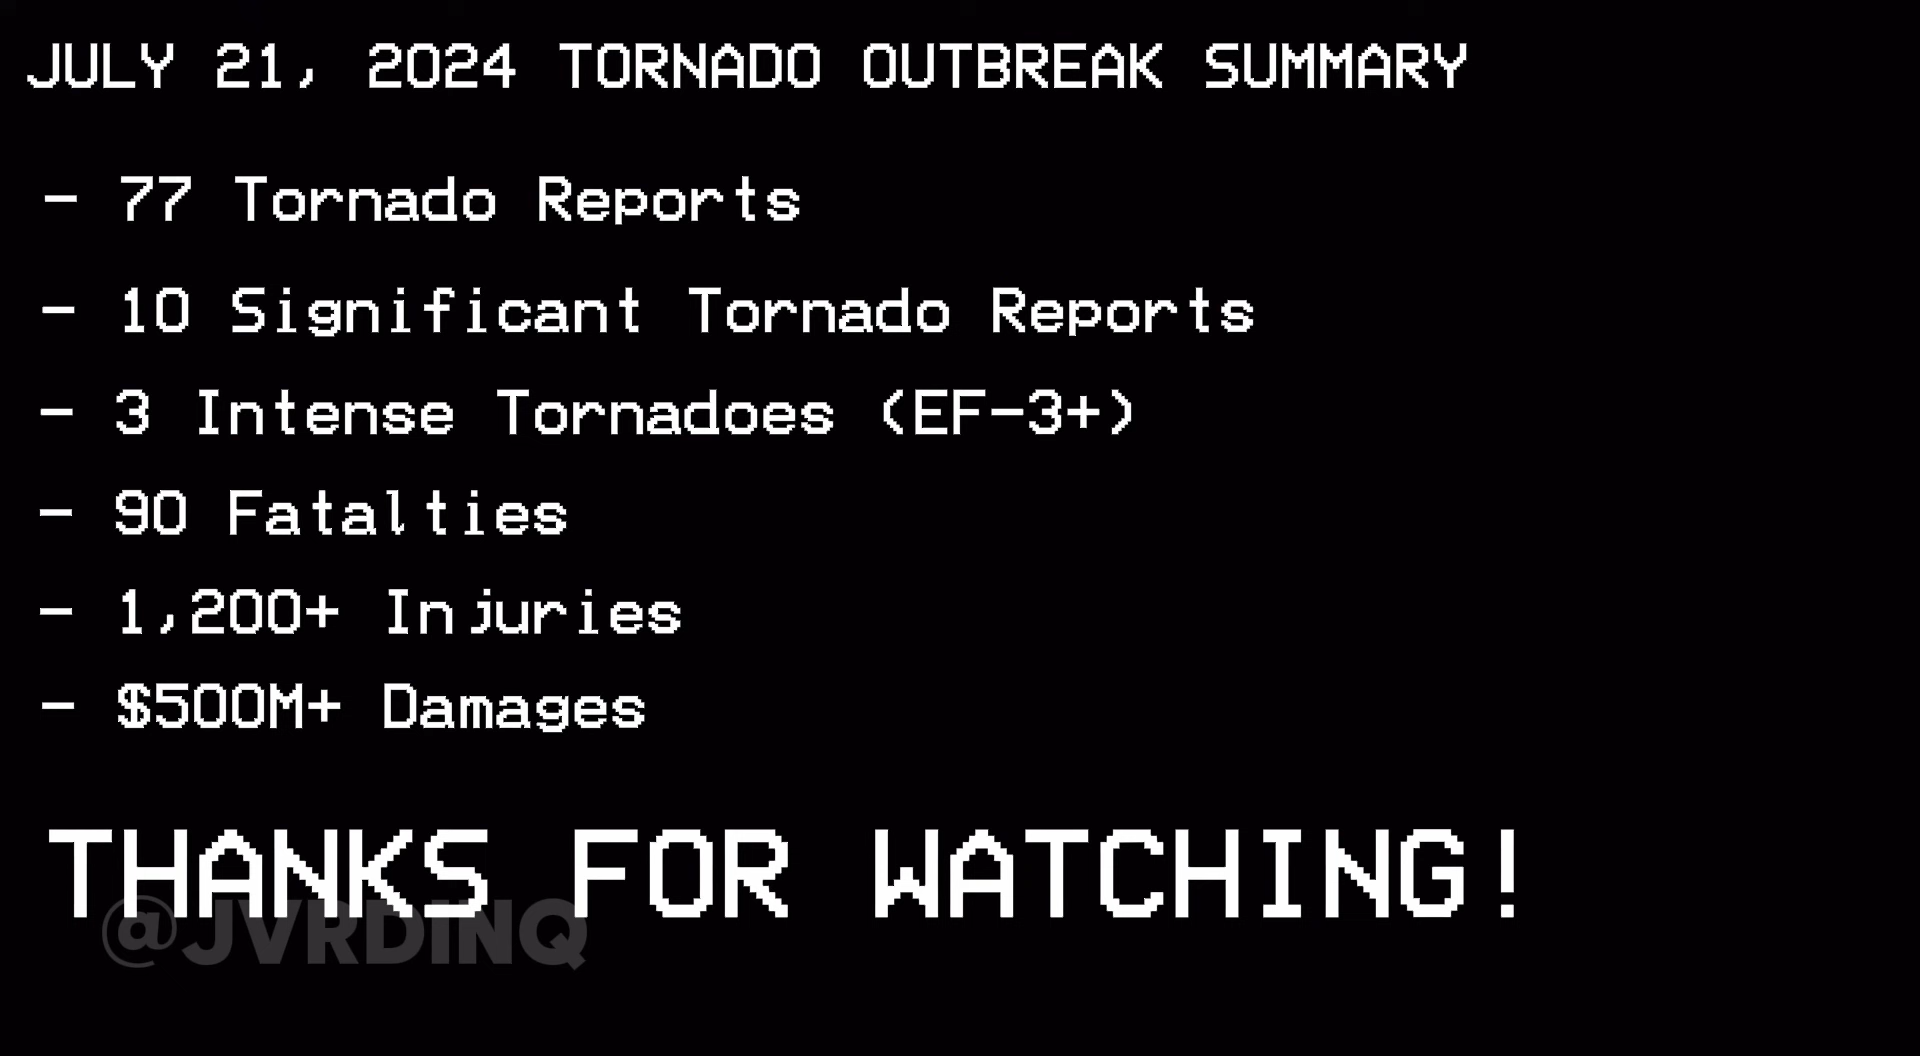 JULY 21, 2024 TORNADO OUTBREAK SUMMARY
- 77 Tornado Reports
- 10 Significant Tornado Reports
- 3 Intense Tornadoes (EF-3+)
- 90 Fatalties
- 1,200+ Injuries
- $500M+ Damages
THANKS FOR WATCHING!
@JVRDINQ